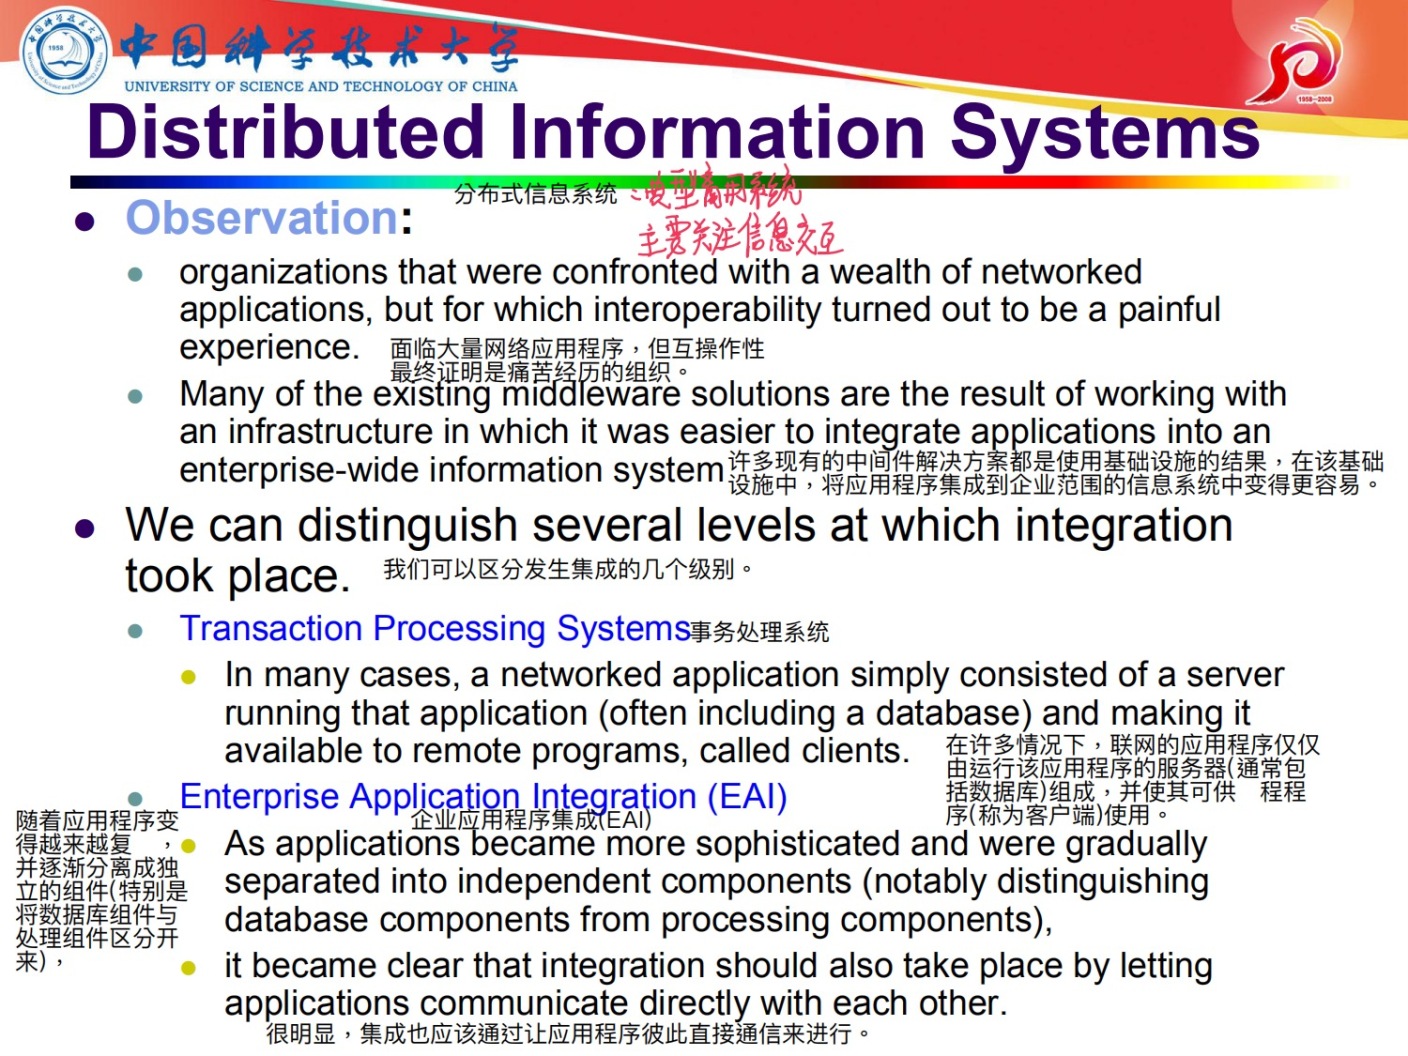 中国科学技术大学
UNIVERSITY OF SCIENCE AND TECHNOLOGY OF CHINA
1958
1958-2008
Distributed Information Systems
分布式信息系统
:典型商用系统
主要关注信息交互
Observation:
organizations that were confronted with a wealth of networked
applications, but for which interoperability turned out to be a painful
experience.
面临大量网络应用程序，但互操作性
最终证明是痛苦经历的组织。
Many of the existing middleware solutions are the result of working with
an infrastructure in which it was easier to integrate applications into an
enterprise-wide information system
许多现有的中间件解决方案都是使用基础设施的结果，在该基础
设施中，将应用程序集成到企业范围的信息系统中变得更容易。
We can distinguish several levels at which integration
took place.
我们可以区分发生集成的几个级别。
Transaction Processing Systems事务处理系统
In many cases, a networked application simply consisted of a server
running that application (often including a database) and making it
available to remote programs, called clients.
在许多情况下，联网的应用程序仅仅
由运行该应用程序的服务器(通常包
括数据库)组成，并使其可供 程程
序(称为客户端)使用。
Enterprise Application Integration (EAI)
企业应用程序集成(EAI)
As applications became more sophisticated and were gradually
separated into independent components (notably distinguishing
database components from processing components),
随着应用程序变
得越来越复 ，
并逐渐分离成独
立的组件(特别是
将数据库组件与
处理组件区分开
来)，
it became clear that integration should also take place by letting
applications communicate directly with each other.
很明显，集成也应该通过让应用程序彼此直接通信来进行。